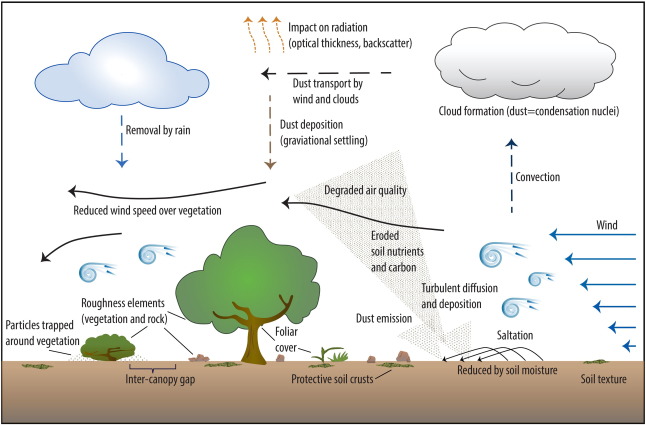 Impact on radiation
(optical thickness, backscatter)
Dust transport by
wind and clouds
Cloud formation (dust=condensation nuclei)
Removal by rain
Dust deposition
(graviational settling)
Convection
Degraded air quality
Reduced wind speed over vegetation
Wind
Eroded
soil nutrients
and carbon
Turbulent diffusion
and deposition
Roughness elements
(vegetation and rock)
Dust emission
Particles trapped
around vegetation
Foliar
cover
Saltation
Inter-canopy gap
Protective soil crusts
Reduced by soil moisture
Soil texture